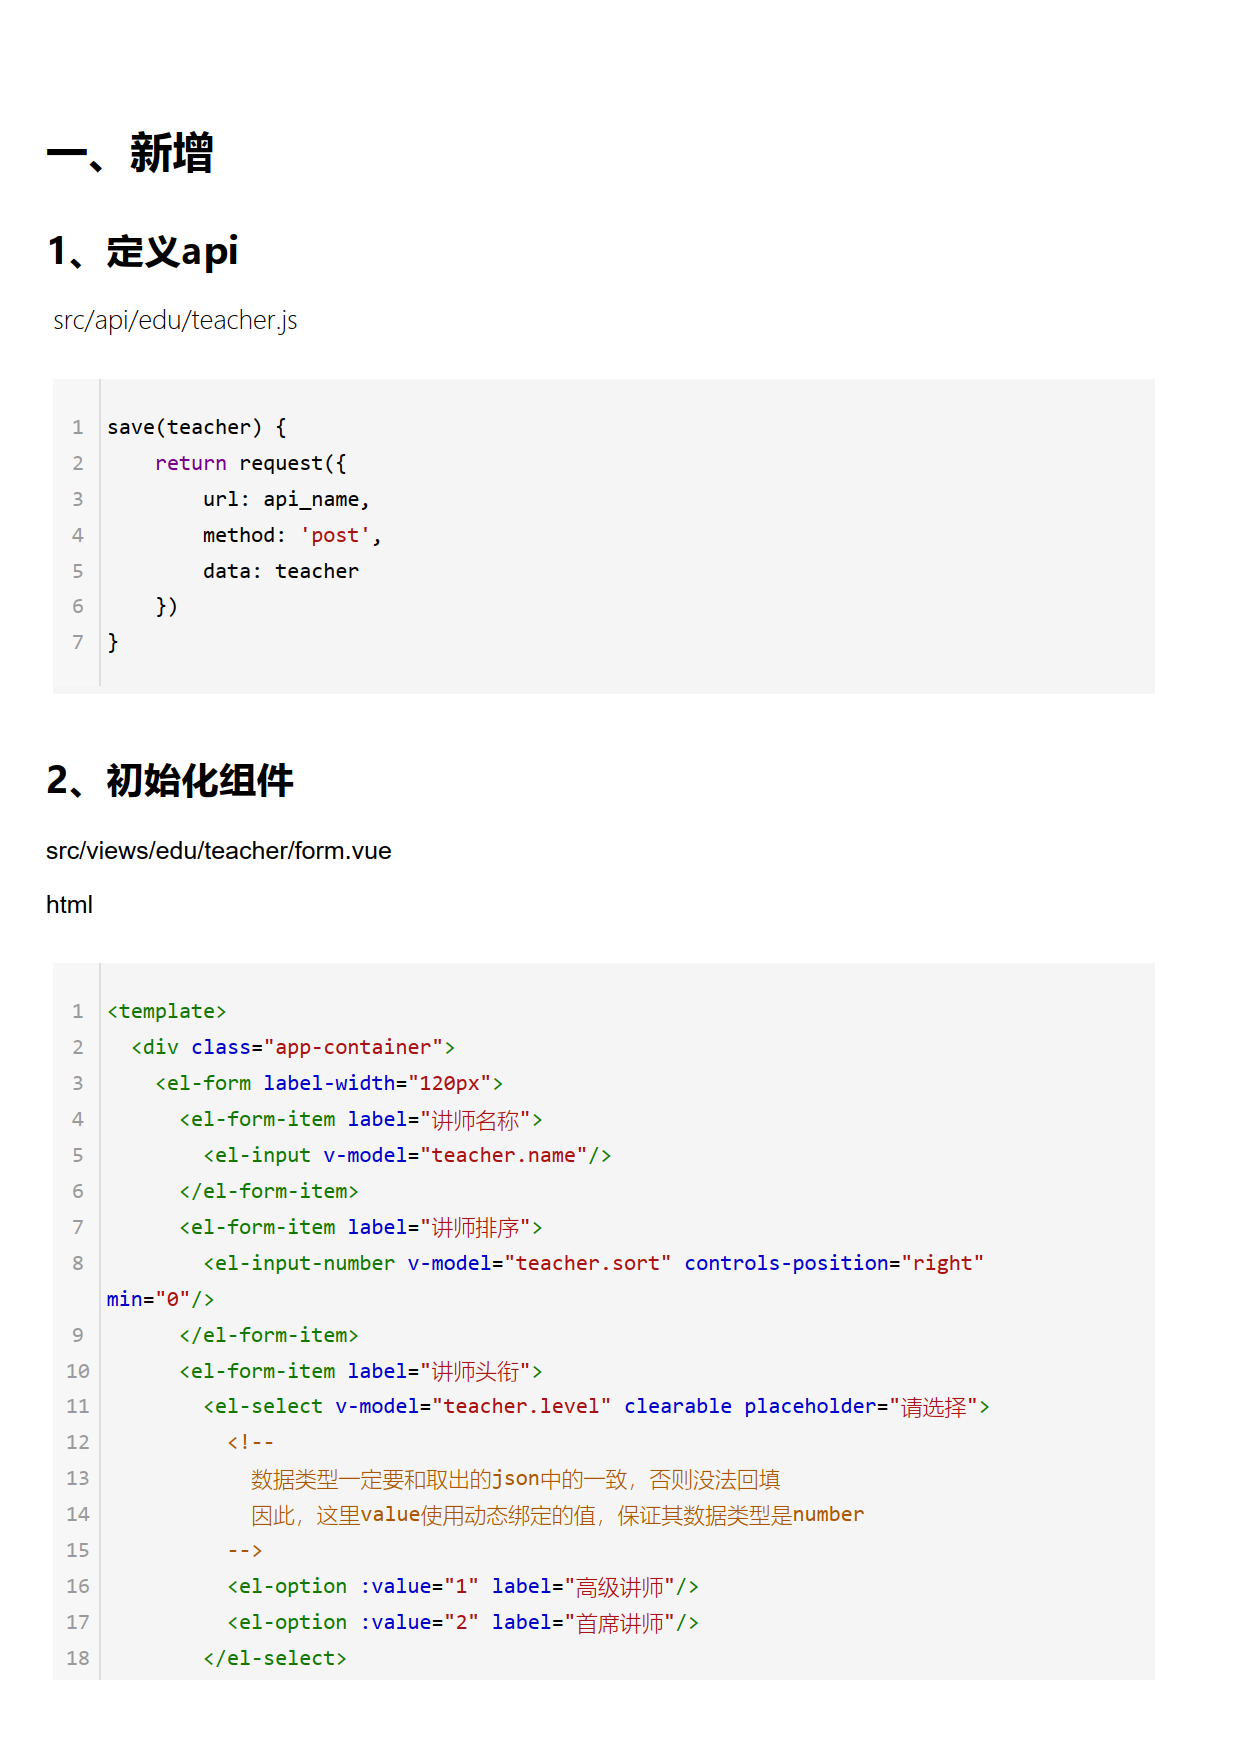 一、新增
1、定义api
src/api/edu/teacher.js
1 save(teacher) {
2     return request({
3         url: api_name,
4         method: 'post',
5         data: teacher
6     })
7 }
2、初始化组件
src/views/edu/teacher/form.vue
html
1 <template>
2   <div class="app-container">
3     <el-form label-width="120px">
4       <el-form-item label="讲师名称">
5         <el-input v-model="teacher.name"/>
6       </el-form-item>
7       <el-form-item label="讲师排序">
8         <el-input-number v-model="teacher.sort" controls-position="right"
min="0"/>
9       </el-form-item>
10       <el-form-item label="讲师头衔">
11         <el-select v-model="teacher.level" clearable placeholder="请选择">
12           <!--
13             数据类型一定要和取出的json中的一致，否则没法回填
14             因此，这里value使用动态绑定的值，保证其数据类型是number
15           -->
16           <el-option :value="1" label="高级讲师"/>
17           <el-option :value="2" label="首席讲师"/>
18         </el-select>